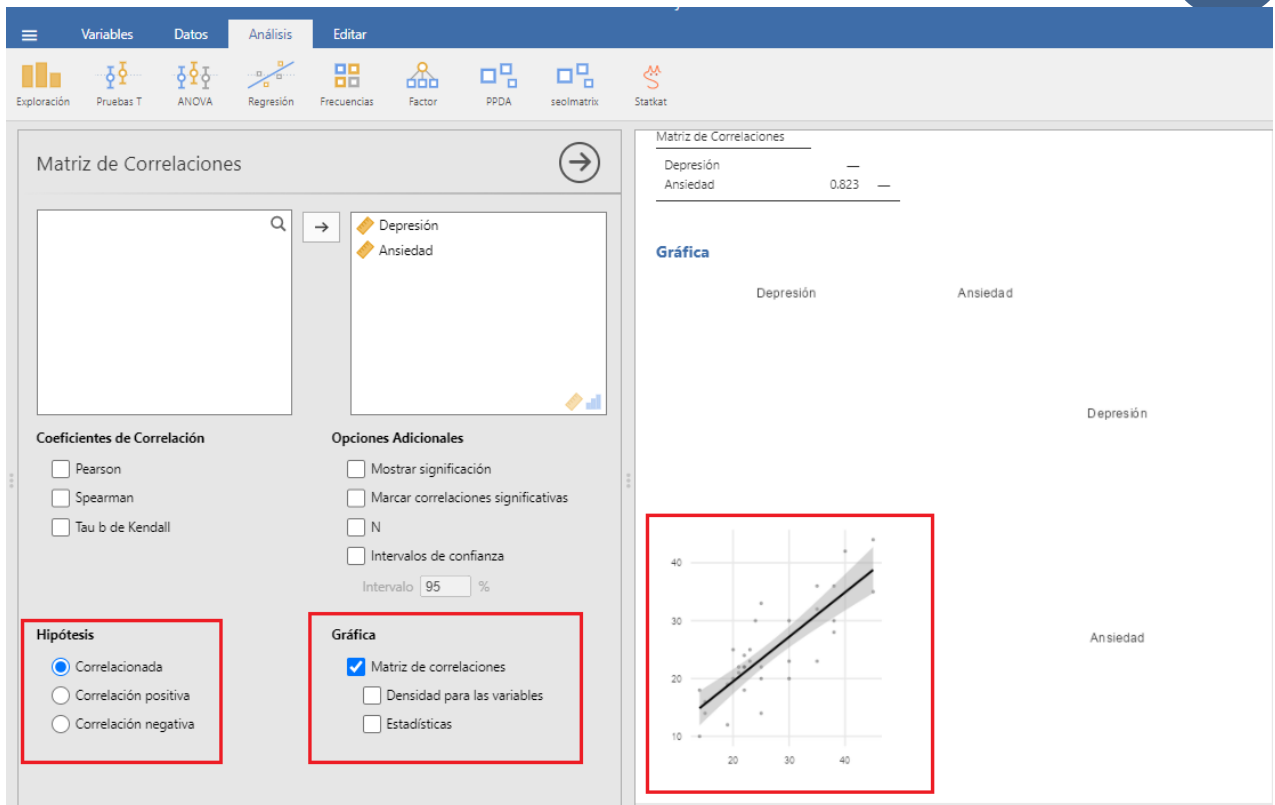 Variables Datos Análisis Editar
Exploración Pruebas T ANOVA Regresión Frecuencias Factor PPDA seolmatrix Statkat
Matriz de Correlaciones
Depresión
Ansiedad
Coeficientes de Correlación
Pearson
Spearman
Tau b de Kendall
Opciones Adicionales
Mostrar significación
Marcar correlaciones significativas
N
Intervalos de confianza
Intervalo 95 %
Hipótesis
Correlacionada
Correlación positiva
Correlación negativa
Gráfica
Matriz de correlaciones
Densidad para las variables
Estadísticas
Matriz de Correlaciones
Depresión —
Ansiedad 0.823 —
Gráfica
Depresión Ansiedad
Depresión
Ansiedad
40
30
20
10
20 30 40